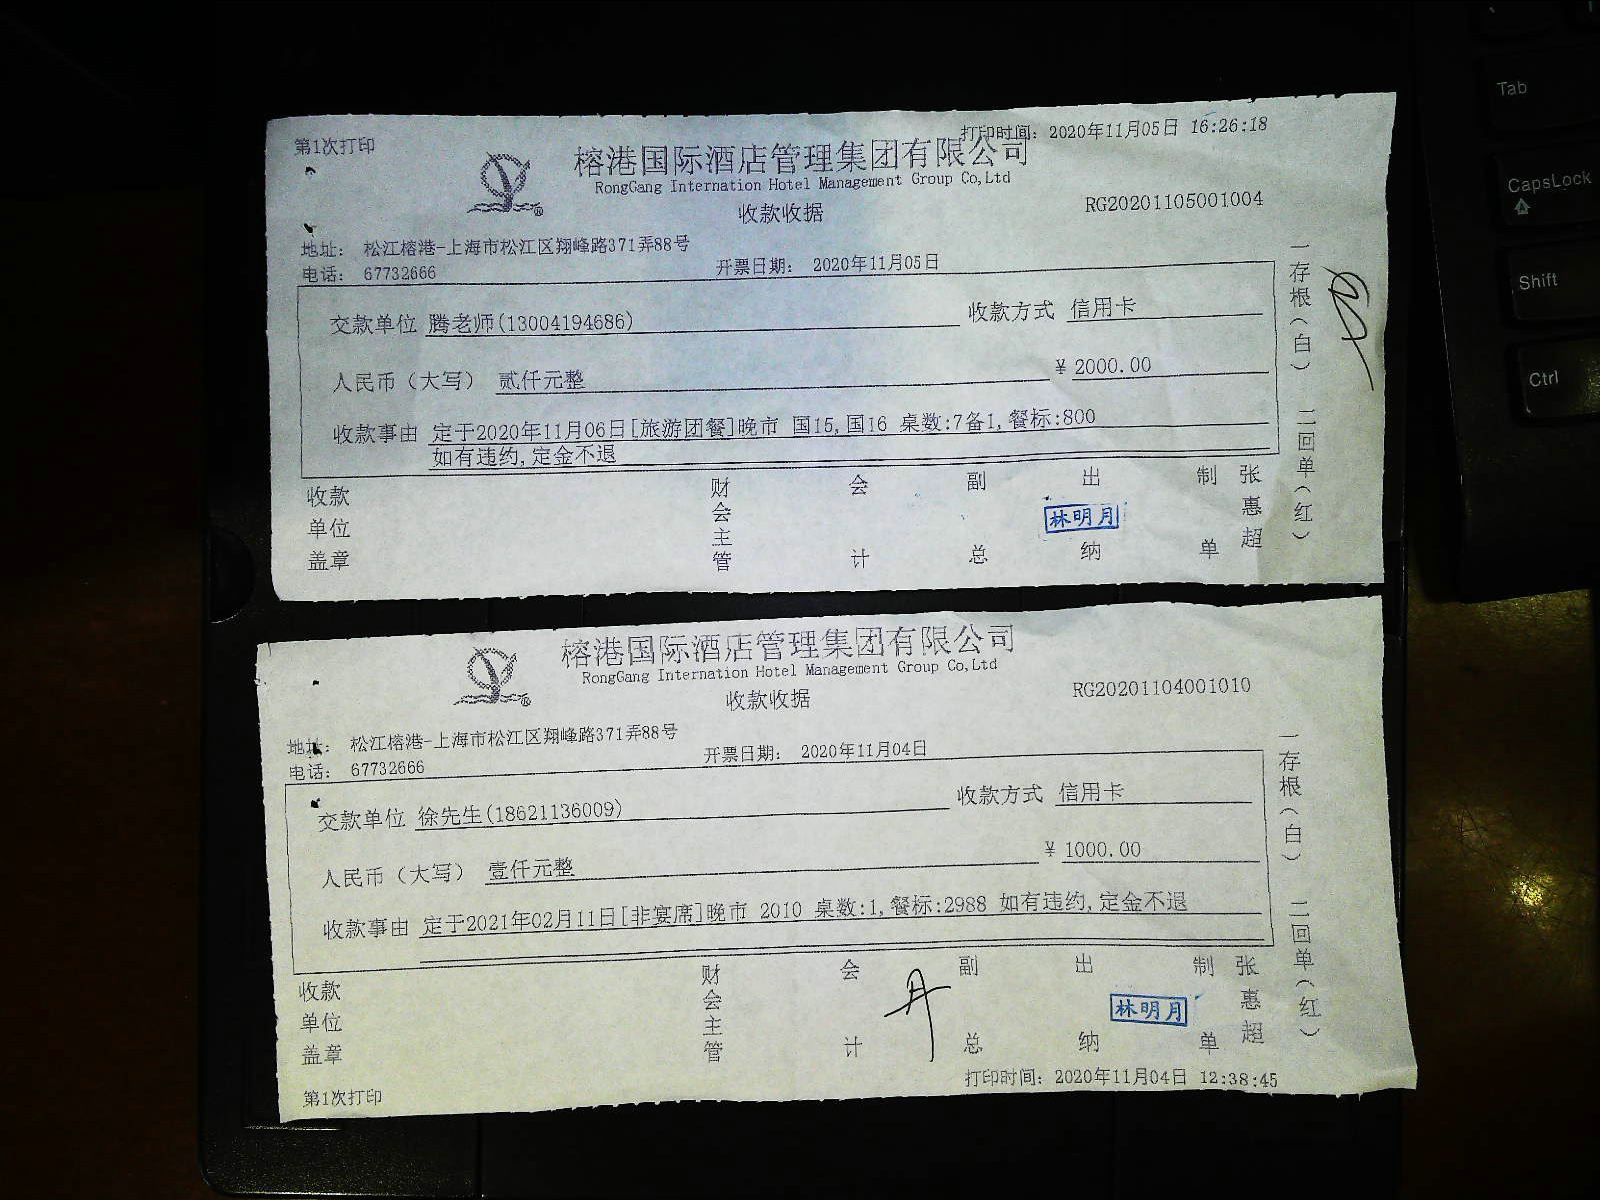 第1次打印
打印时间: 2020年11月05日 16:26:18
榕港国际酒店管理集团有限公司
RongGang Internation Hotel Management Group Co,Ltd
收款收据
RG20201105001004
地址: 松江榕港-上海市松江区翔峰路371弄88号
电话: 67732666
开票日期: 2020年11月05日
交款单位 腾老师(13004194686)
收款方式 信用卡
人民币（大写） 贰仟元整
¥ 2000.00
收款事由 定于2020年11月06日[旅游团餐]晚市 国15,国16 桌数:7备1,餐标:800
如有违约,定金不退
收款单位盖章
财会主管
会计
副总
出纳
林明月
制单
张惠超
一存根(白)
二回单(红)
榕港国际酒店管理集团有限公司
RongGang Internation Hotel Management Group Co,Ltd
收款收据
RG20201104001010
地址: 松江榕港-上海市松江区翔峰路371弄88号
电话: 67732666
开票日期: 2020年11月04日
交款单位 徐先生(18621136009)
收款方式 信用卡
人民币（大写） 壹仟元整
¥ 1000.00
收款事由 定于2021年02月11日[非宴席]晚市 2010 桌数:1,餐标:2988 如有违约,定金不退
收款单位盖章
财会主管
会计
副总
出纳
林明月
制单
张惠超
一存根(白)
二回单(红)
打印时间: 2020年11月04日 12:38:45
第1次打印
Tab
CapsLock
Shift
Ctrl